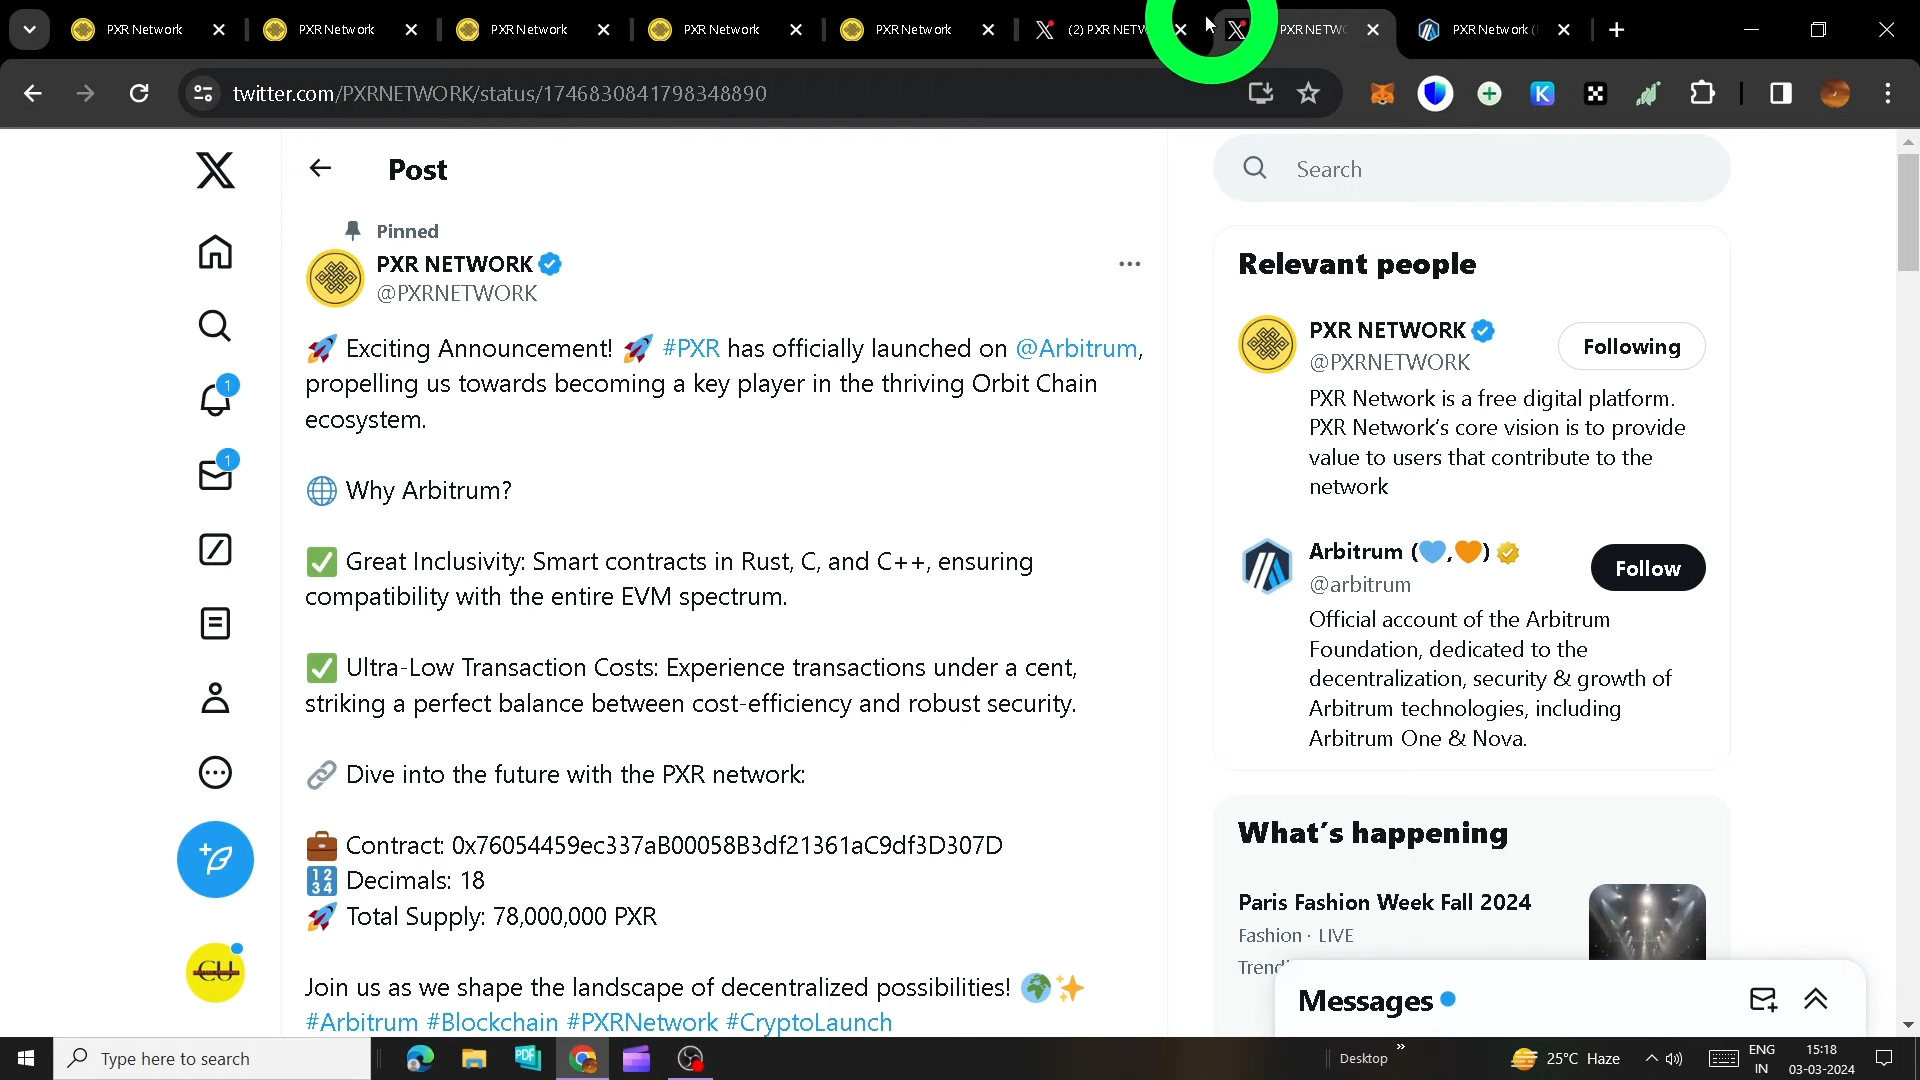 PXR Network
PXR Network
PXR Network
PXR Network
PXR Network
(2) PXR NETW
PXR NETWO
PXR Network (
twitter.com/PXRNETWORK/status/1746830841798348890
Post
Search
Pinned
PXR NETWORK
@PXRNETWORK
🚀 Exciting Announcement! 🚀 #PXR has officially launched on @Arbitrum,
propelling us towards becoming a key player in the thriving Orbit Chain
ecosystem.
🌐 Why Arbitrum?
✅ Great Inclusivity: Smart contracts in Rust, C, and C++, ensuring
compatibility with the entire EVM spectrum.
✅ Ultra-Low Transaction Costs: Experience transactions under a cent,
striking a perfect balance between cost-efficiency and robust security.
🔗 Dive into the future with the PXR network:
💼 Contract: 0x76054459ec337aB00058B3df21361aC9df3D307D
🔢 Decimals: 18
🚀 Total Supply: 78,000,000 PXR
Join us as we shape the landscape of decentralized possibilities! 🌍✨
#Arbitrum #Blockchain #PXRNetwork #CryptoLaunch
1
1
CU
Relevant people
PXR NETWORK
@PXRNETWORK
Following
PXR Network is a free digital platform.
PXR Network's core vision is to provide
value to users that contribute to the
network
Arbitrum (💙,🧡)
@arbitrum
Follow
Official account of the Arbitrum
Foundation, dedicated to the
decentralization, security & growth of
Arbitrum technologies, including
Arbitrum One & Nova.
What's happening
Paris Fashion Week Fall 2024
Fashion · LIVE
Messages
Type here to search
Desktop
25°C Haze
ENG
IN
15:18
03-03-2024